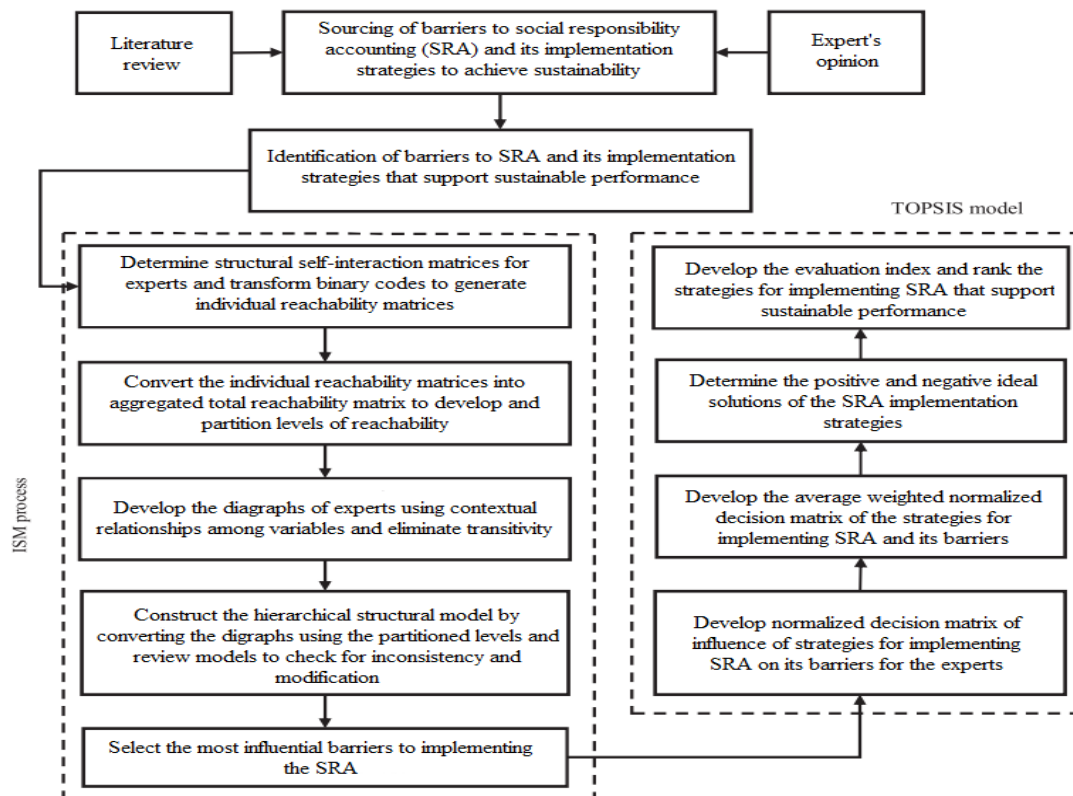 Literature
review
Sourcing of barriers to social responsibility
accounting (SRA) and its implementation
strategies to achieve sustainability
Expert's
opinion
Identification of barriers to SRA and its implementation
strategies that support sustainable performance
ISM process
Determine structural self-interaction matrices for
experts and transform binary codes to generate
individual reachability matrices
Convert the individual reachability matrices into
aggregated total reachability matrix to develop and
partition levels of reachability
Develop the diagraphs of experts using contextual
relationships among variables and eliminate transitivity
Construct the hierarchical structural model by
converting the digraphs using the partitioned levels and
review models to check for inconsistency and
modification
Select the most influential barriers to implementing
the SRA
TOPSIS model
Develop the evaluation index and rank the
strategies for implementing SRA that support
sustainable performance
Determine the positive and negative ideal
solutions of the SRA implementation
strategies
Develop the average weighted normalized
decision matrix of the strategies for
implementing SRA and its barriers
Develop normalized decision matrix of
influence of strategies for implementing
SRA on its barriers for the experts